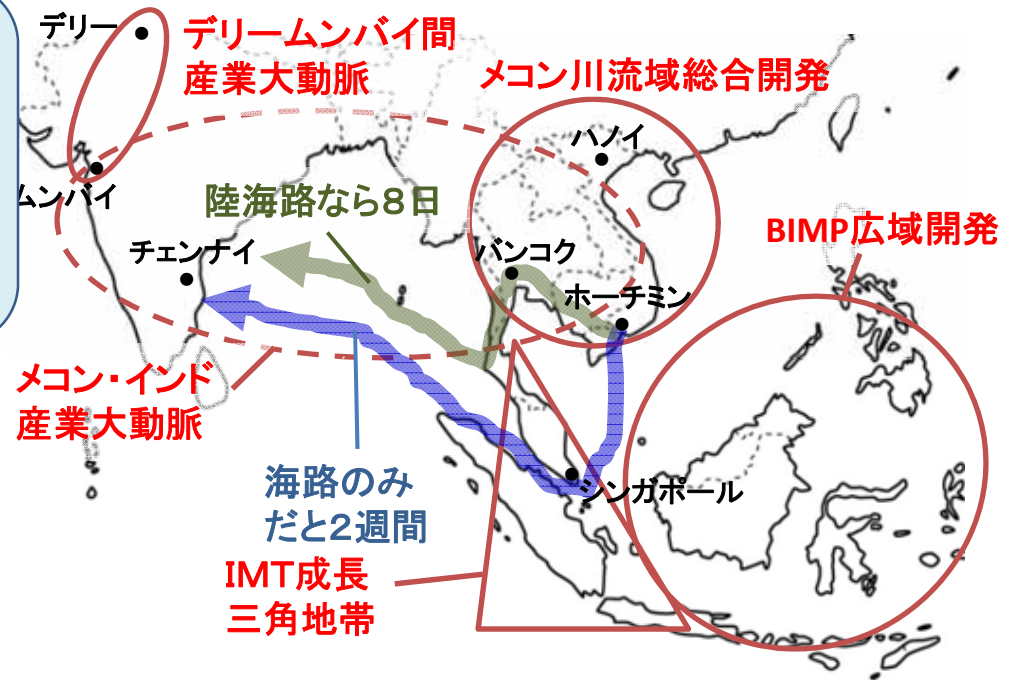 デリー
デリームンバイ間
産業大動脈
メコン川流域総合開発
ハノイ
ムンバイ
陸海路なら８日
BIMP広域開発
チェンナイ
バンコク
ホーチミン
メコン・インド
産業大動脈
海路のみ
だと２週間
シンガポール
IMT成長
三角地帯